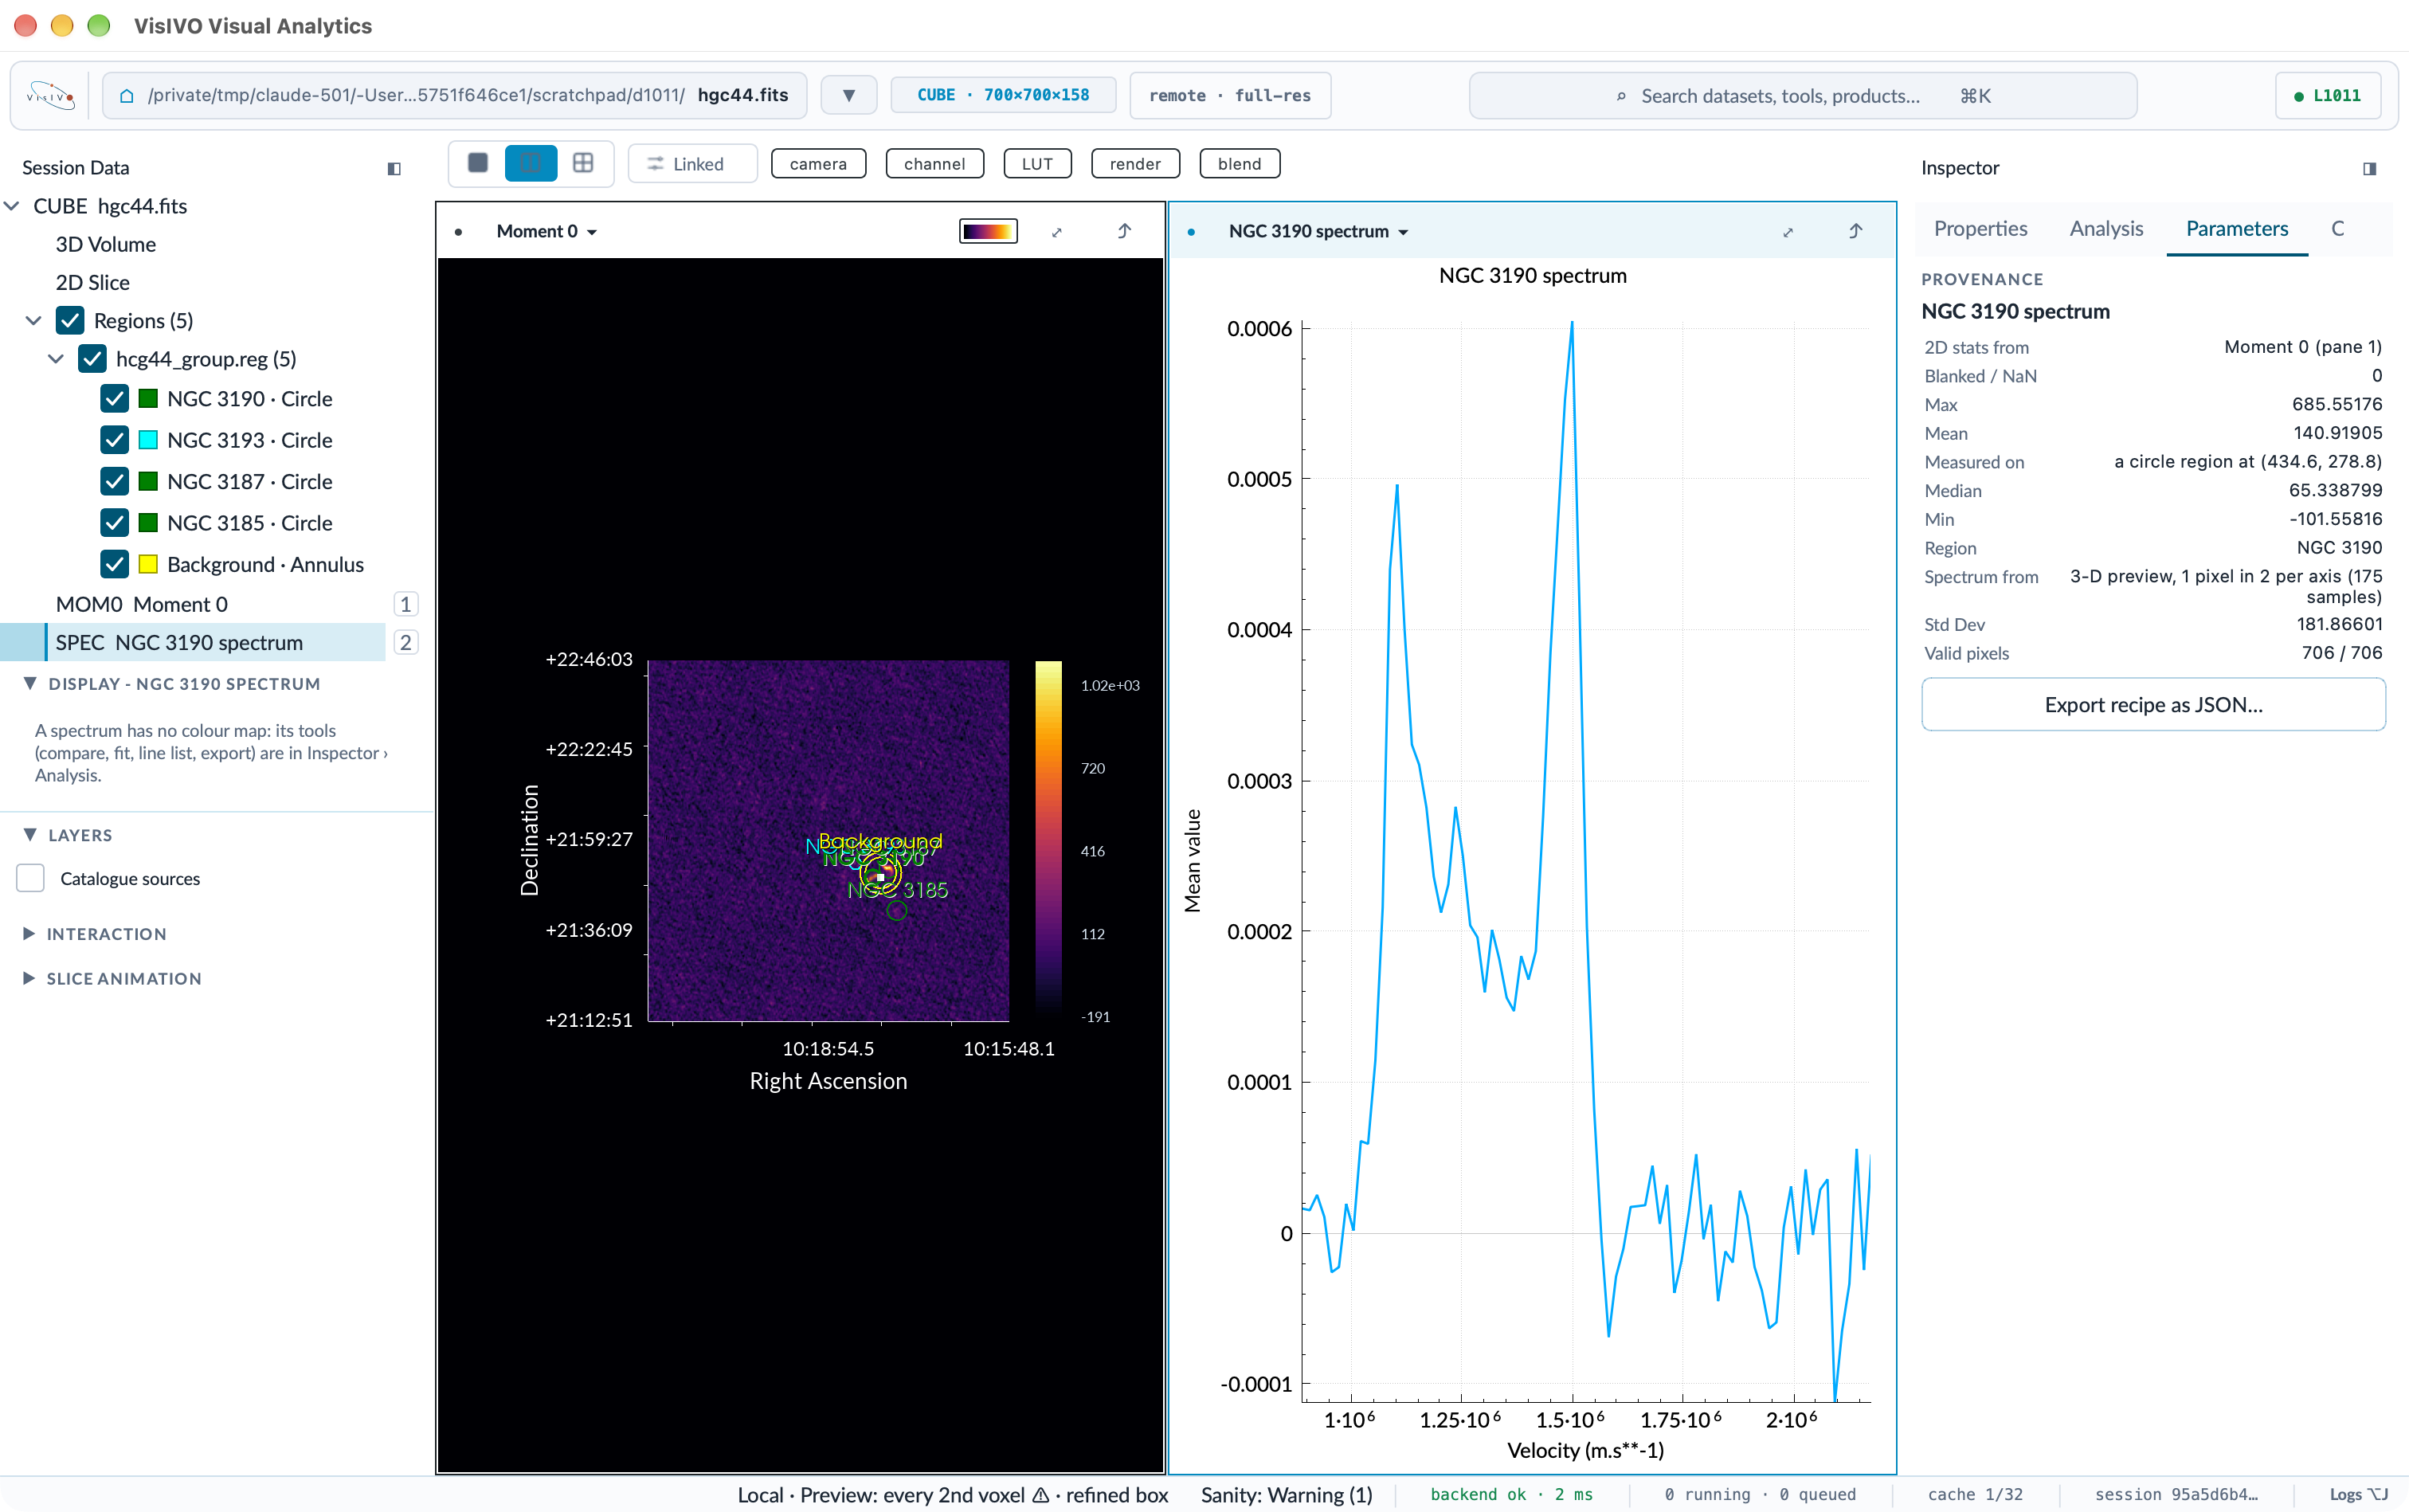 VisIVO Visual Analytics
VisIVO
/private/tmp/claude-501/-User...5751f646ce1/scratchpad/d1011/ hgc44.fits
CUBE · 700×700×158
remote · full-res
Search datasets, tools, products... ⌘K
L1011
Session Data
CUBE hgc44.fits
3D Volume
2D Slice
Regions (5)
hcg44_group.reg (5)
NGC 3190 · Circle
NGC 3193 · Circle
NGC 3187 · Circle
NGC 3185 · Circle
Background · Annulus
MOM0 Moment 0 1
SPEC NGC 3190 spectrum 2
DISPLAY - NGC 3190 SPECTRUM
A spectrum has no colour map: its tools
(compare, fit, line list, export) are in Inspector ›
Analysis.
LAYERS
Catalogue sources
INTERACTION
SLICE ANIMATION
Linked
camera
channel
LUT
render
blend
Moment 0
+22:46:03
+22:22:45
+21:59:27
+21:36:09
+21:12:51
Declination
10:18:54.5
10:15:48.1
Right Ascension
Background
NGC 3190
NGC 3185
1.02e+03
720
416
112
-191
NGC 3190 spectrum
NGC 3190 spectrum
0.0006
0.0005
0.0004
0.0003
0.0002
0.0001
0
-0.0001
Mean value
1·10⁶
1.25·10⁶
1.5·10⁶
1.75·10⁶
2·10⁶
Velocity (m.s**-1)
Inspector
Properties
Analysis
Parameters
C
PROVENANCE
NGC 3190 spectrum
2D stats from Moment 0 (pane 1)
Blanked / NaN 0
Max 685.55176
Mean 140.91905
Measured on a circle region at (434.6, 278.8)
Median 65.338799
Min -101.55816
Region NGC 3190
Spectrum from 3-D preview, 1 pixel in 2 per axis (175
samples)
Std Dev 181.86601
Valid pixels 706 / 706
Export recipe as JSON...
Local · Preview: every 2nd voxel ⚠ · refined box
Sanity: Warning (1)
backend ok · 2 ms
0 running · 0 queued
cache 1/32
session 95a5d6b4…
Logs ⌥J